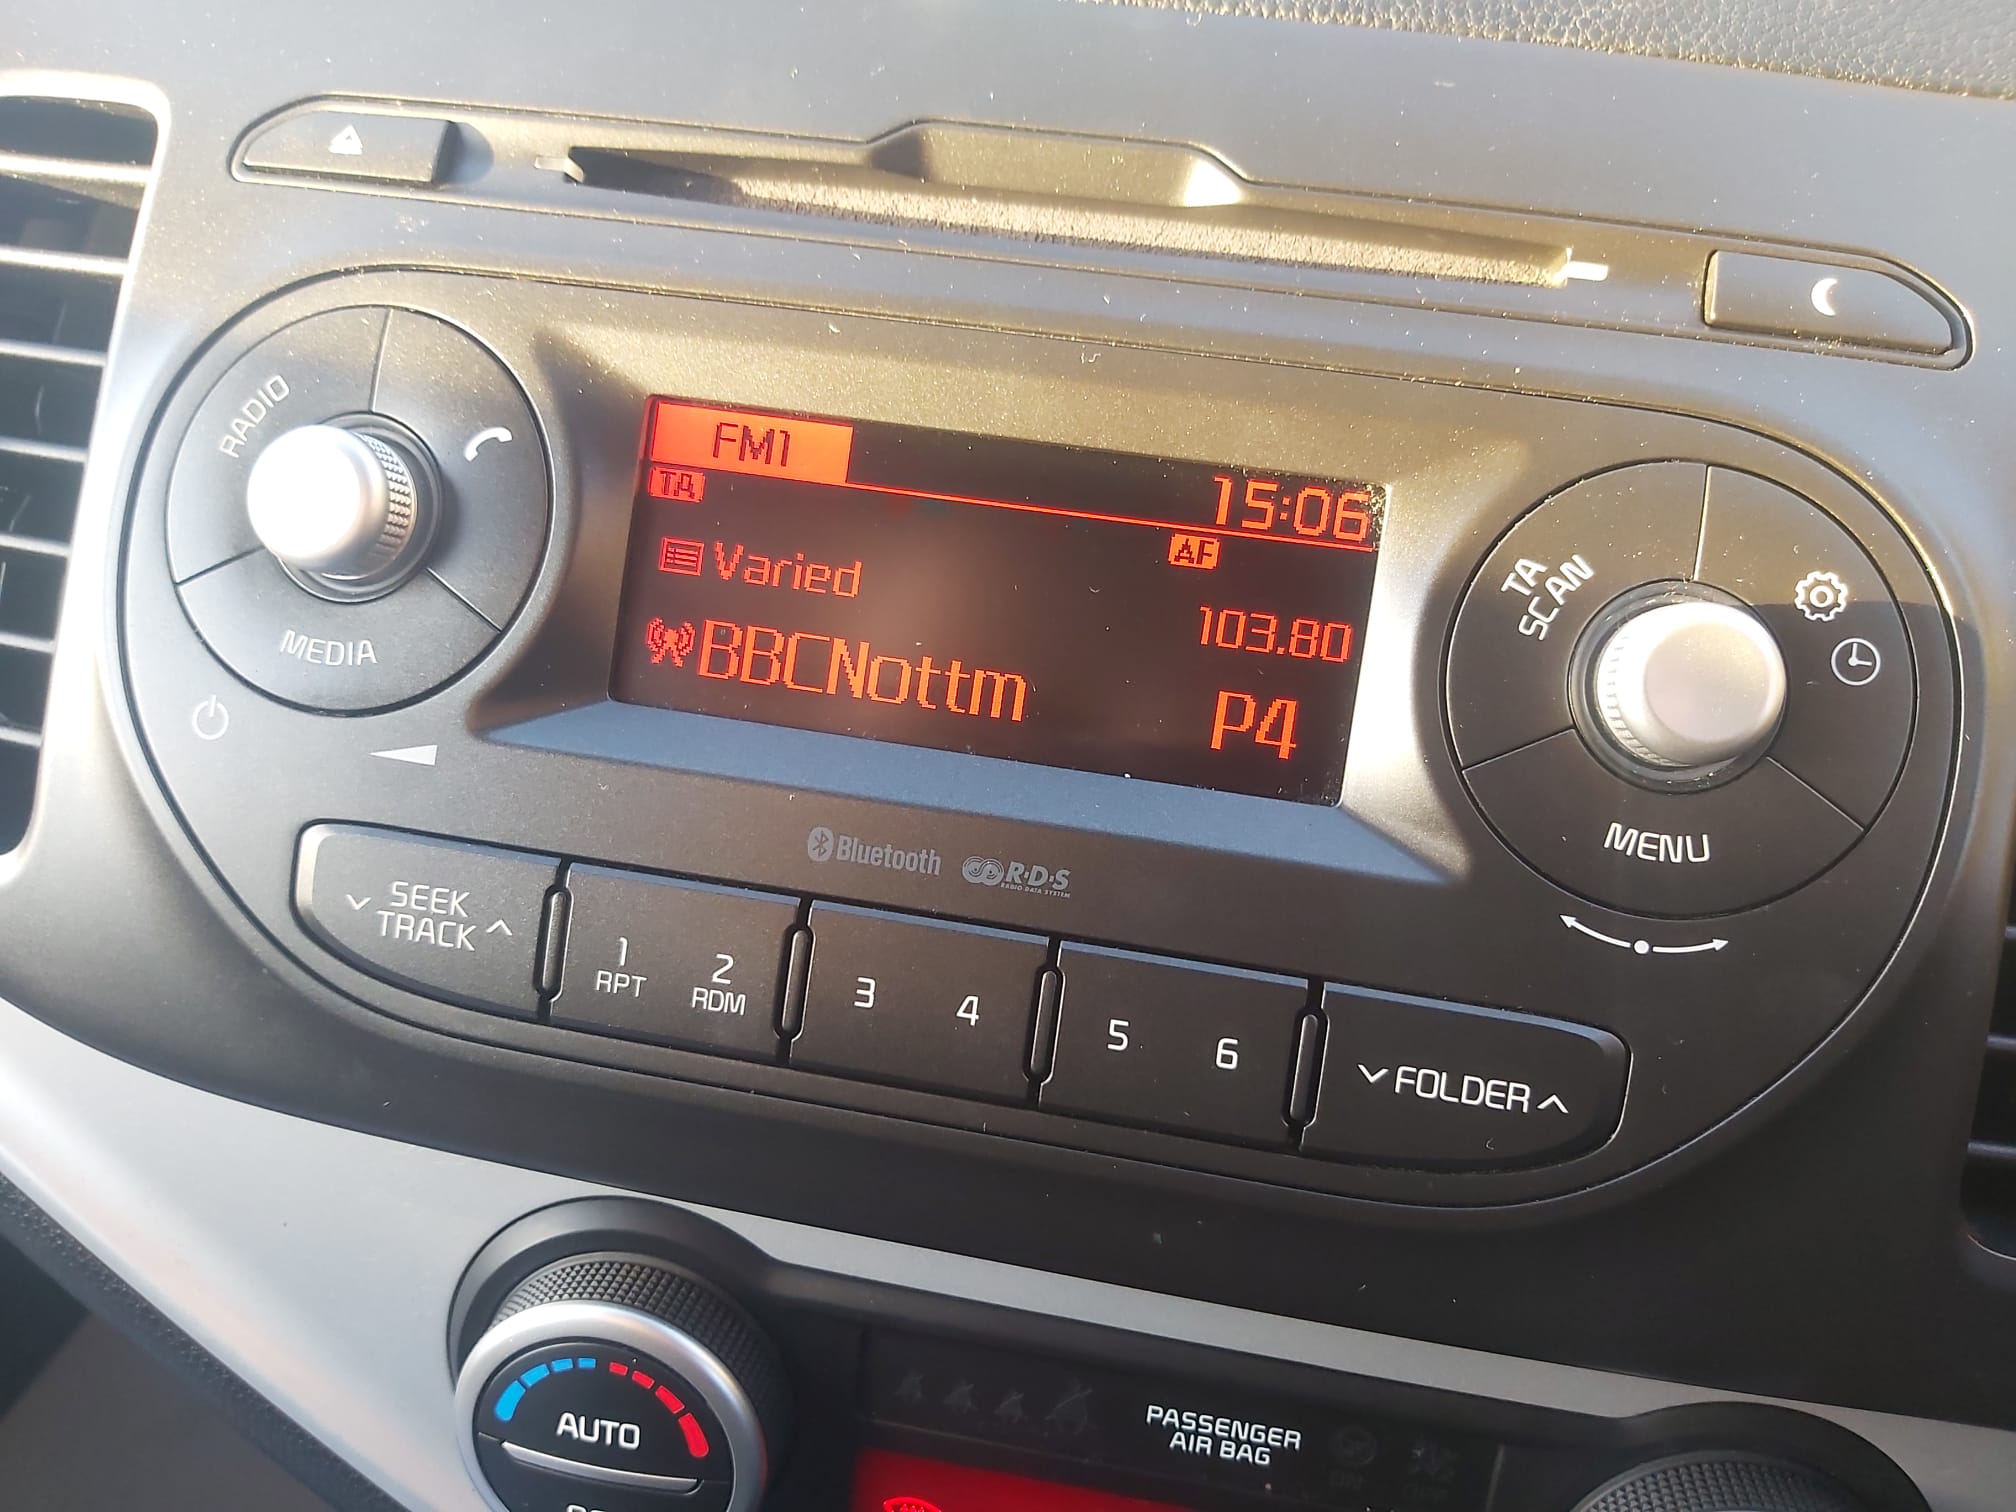 RADIO
MEDIA
FM1
15:06
TA
AF
Varied
103.80
BBCNottm
P4
TA
SCAN
MENU
Bluetooth
R·D·S
RADIO DATA SYSTEM
SEEK
TRACK
1
RPT
2
RDM
3
4
5
6
FOLDER
AUTO
PASSENGER
AIR BAG